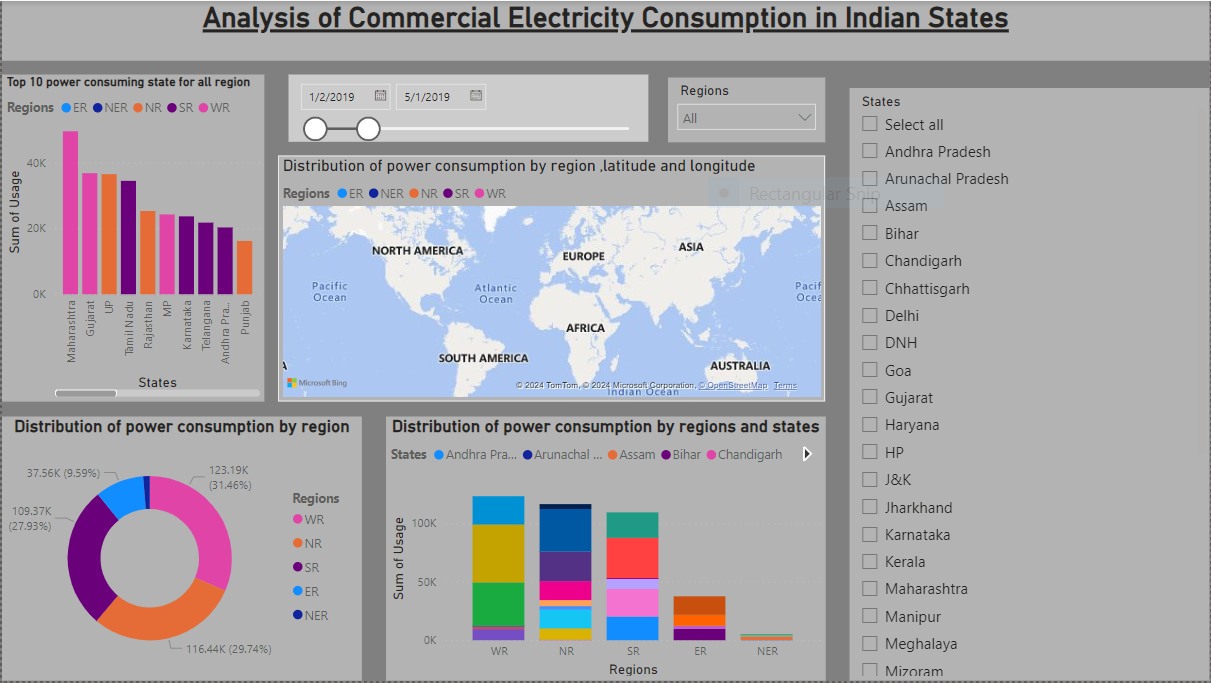 Analysis of Commercial Electricity Consumption in Indian States
Top 10 power consuming state for all region
Regions ER NER NR SR WR
40K
20K
0K
Sum of Usage
Maharashtra
Gujarat
UP
Tamil Nadu
Rajasthan
MP
Karnataka
Telangana
Andhra Pra...
Punjab
States
1/2/2019 5/1/2019
Regions
All
Distribution of power consumption by region ,latitude and longitude
Regions ER NER NR SR WR
Rectangular Snip
NORTH AMERICA
EUROPE
ASIA
Pacific
Ocean
Atlantic
Ocean
Pacif
Ocea
AFRICA
SOUTH AMERICA
AUSTRALIA
A
Microsoft Bing
© 2024 TomTom, © 2024 Microsoft Corporation, © OpenStreetMap Terms
Indian Ocean
States
Select all
Andhra Pradesh
Arunachal Pradesh
Assam
Bihar
Chandigarh
Chhattisgarh
Delhi
DNH
Goa
Gujarat
Haryana
HP
J&K
Jharkhand
Karnataka
Kerala
Maharashtra
Manipur
Meghalaya
Mizoram
Distribution of power consumption by region
37.56K (9.59%)
123.19K
(31.46%)
109.37K
(27.93%)
116.44K (29.74%)
Regions
WR
NR
SR
ER
NER
Distribution of power consumption by regions and states
States Andhra Pra... Arunachal ... Assam Bihar Chandigarh
100K
50K
0K
Sum of Usage
WR NR SR ER NER
Regions